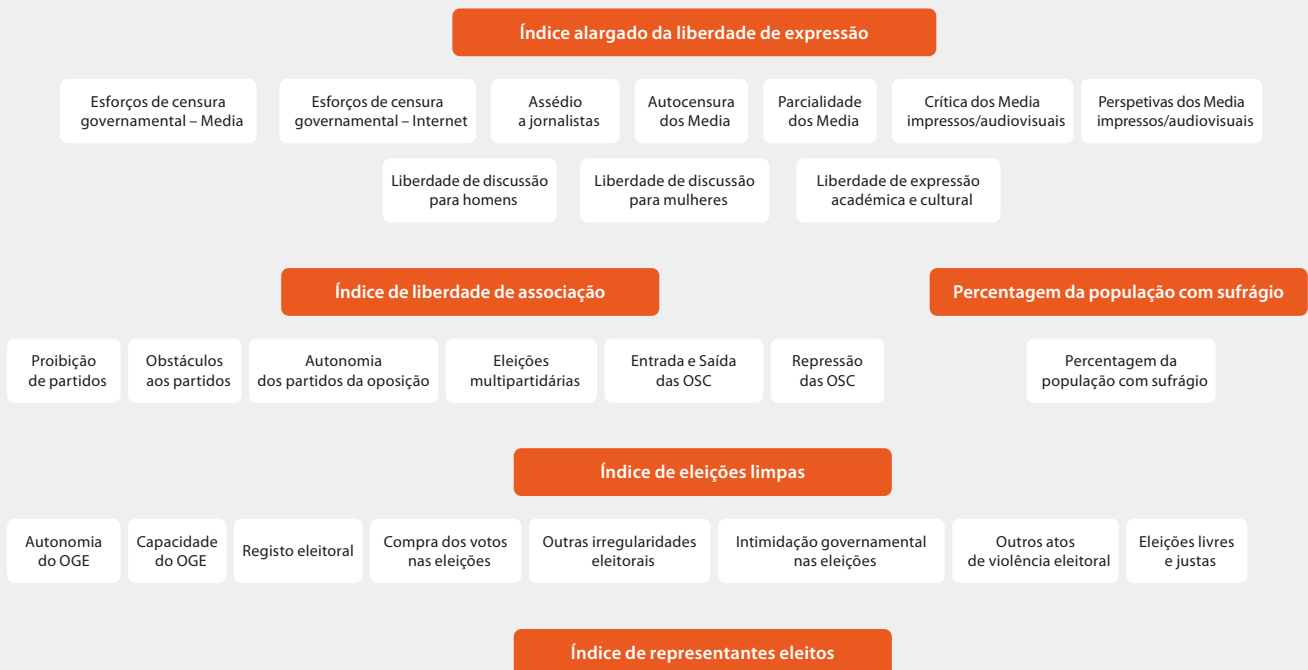 Índice alargado da liberdade de expressão
Esforços de censura
governamental – Media
Esforços de censura
governamental – Internet
Assédio
a jornalistas
Autocensura
dos Media
Parcialidade
dos Media
Crítica dos Media
impressos/audiovisuais
Perspetivas dos Media
impressos/audiovisuais
Liberdade de discussão
para homens
Liberdade de discussão
para mulheres
Liberdade de expressão
académica e cultural
Índice de liberdade de associação
Percentagem da população com sufrágio
Proibição
de partidos
Obstáculos
aos partidos
Autonomia
dos partidos da oposição
Eleições
multipartidárias
Entrada e Saída
das OSC
Repressão
das OSC
Percentagem da
população com sufrágio
Índice de eleições limpas
Autonomia
do OGE
Capacidade
do OGE
Registo eleitoral
Compra dos votos
nas eleições
Outras irregularidades
eleitorais
Intimidação governamental
nas eleições
Outros atos
de violência eleitoral
Eleições livres
e justas
Índice de representantes eleitos